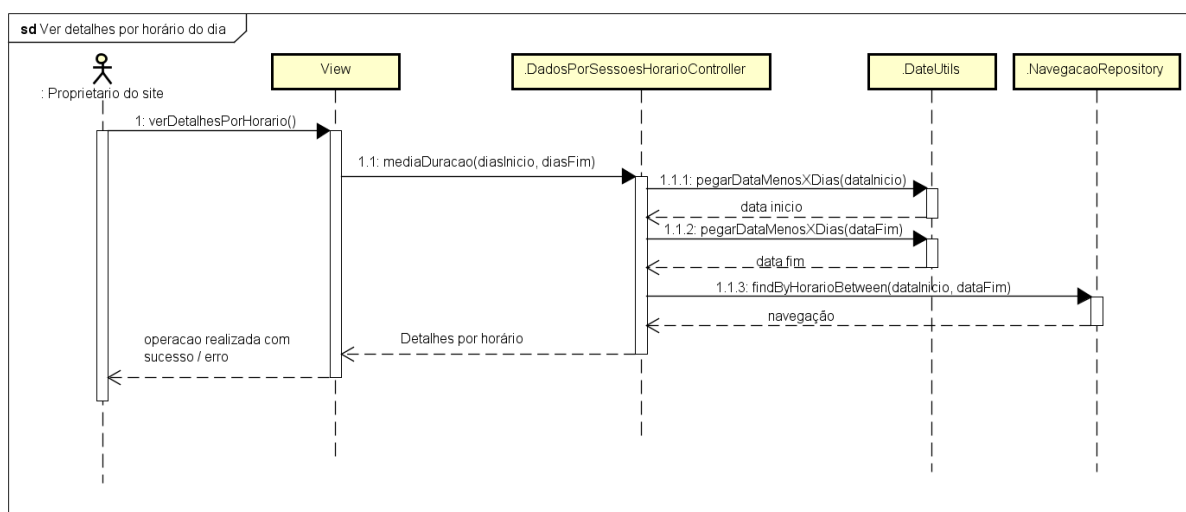 sd Ver detalhes por horário do dia
: Proprietario do site
View
.DadosPorSessoesHorarioController
.DateUtils
.NavegacaoRepository
1: verDetalhesPorHorario()
1.1: mediaDuracao(diasInicio, diasFim)
1.1.1: pegarDataMenosXDias(dataInicio)
data inicio
1.1.2: pegarDataMenosXDias(dataFim)
data fim
1.1.3: findByHorarioBetween(dataInicio, dataFim)
navegação
Detalhes por horário
operacao realizada com
sucesso / erro